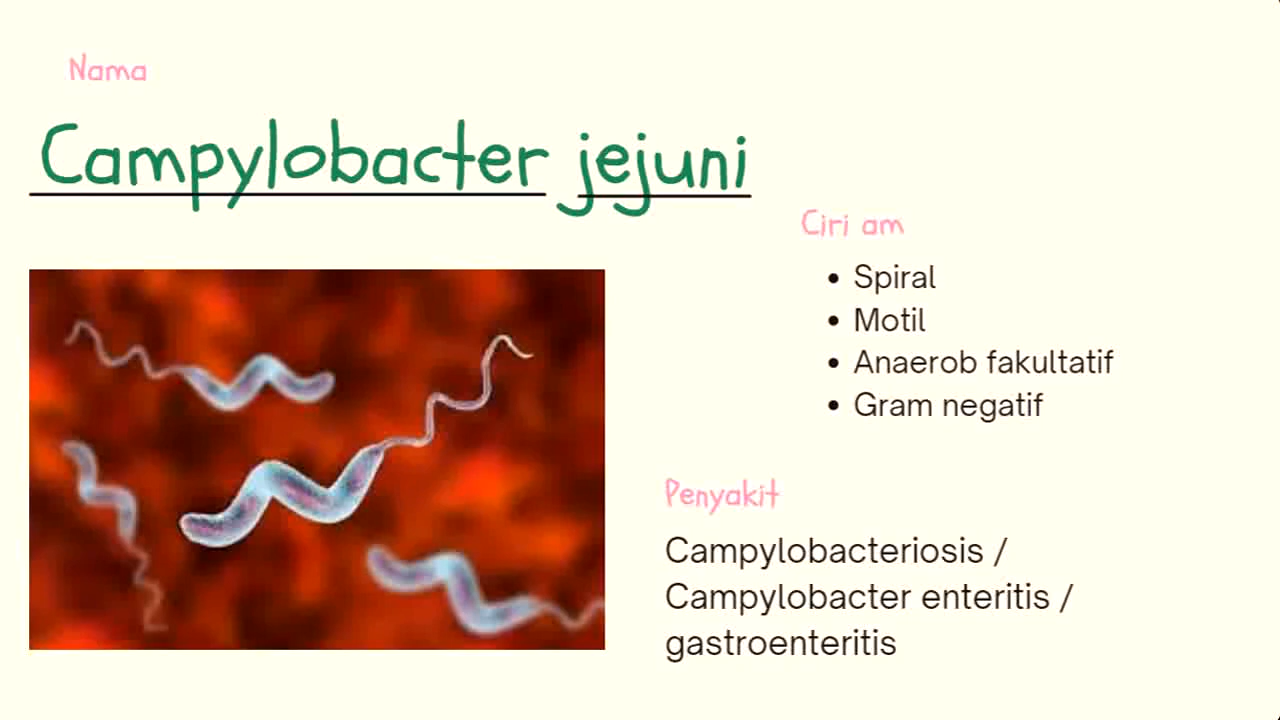 Nama
Campylobacter jejuni
Ciri am
• Spiral
• Motil
• Anaerob fakultatif
• Gram negatif
Penyakit
Campylobacteriosis /
Campylobacter enteritis /
gastroenteritis